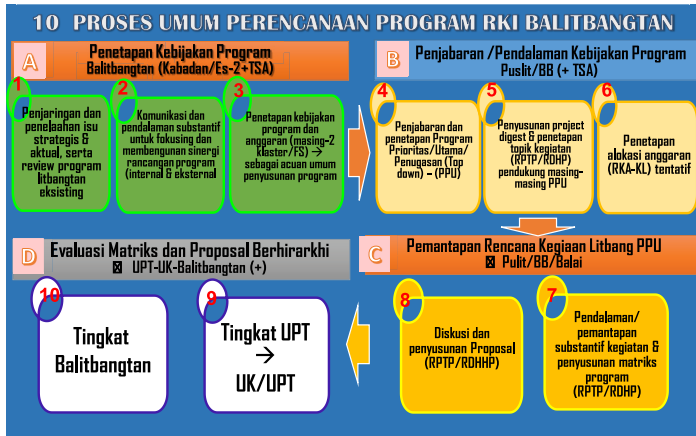 10 PROSES UMUM PERENCANAAN PROGRAM RKI BALITBANGTAN
A
Penetapan Kebijakan Program
Balitbangtan (Kabadan/Es-2+TSA)
1
Penjaringan dan
penelaahan isu
strategis &
aktual, serta
review program
litbangtan
eksisting
2
Komunikasi dan
pendalaman substantif
untuk fokusing dan
membengunan sinergi
rancangan program
(internal & eksternal
3
Penetapan kebijakan
program dan
anggaran (masing-2
klaster/FS) →
sebagai acuan umum
penyusunan program
B
Penjabaran /Pendalaman Kebijakan Program
Puslit/BB (+ TSA)
4
Penjabaran dan
penetapan Program
Prioritas/Utama/
Penugasan (Top
down) – (PPU)
5
Penyusunan project
digest & penetapan
topik kegiatan
(RPTP/RDHP)
pendukung masing-
masing PPU
6
Penetapan
alokasi anggaran
(RKA-KL) tentatif
C
Pemantapan Rencana Kegiaan Litbang PPU
Pulit/BB/Balai
7
Pendalaman/
pemantapan
substantif kegiatan &
penyusunan matriks
program
(RPTP/RDHP)
8
Diskusi dan
penyusunan Proposal
(RPTP/RDHHP)
D
Evaluasi Matriks dan Proposal Berhirarkhi
UPT-UK-Balitbangtan (+)
9
Tingkat UPT
→
UK/UPT
10
Tingkat
Balitbangtan